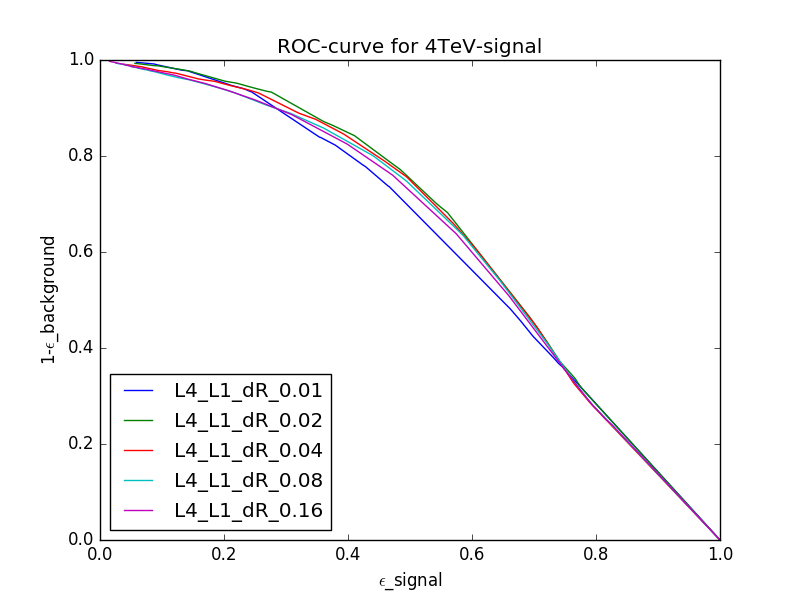 ROC-curve for 4TeV-signal
1.0
0.8
0.6
0.4
0.2
0.0
1-ϵ_background
L4_L1_dR_0.01
L4_L1_dR_0.02
L4_L1_dR_0.04
L4_L1_dR_0.08
L4_L1_dR_0.16
0.0 0.2 0.4 0.6 0.8 1.0
ϵ_signal